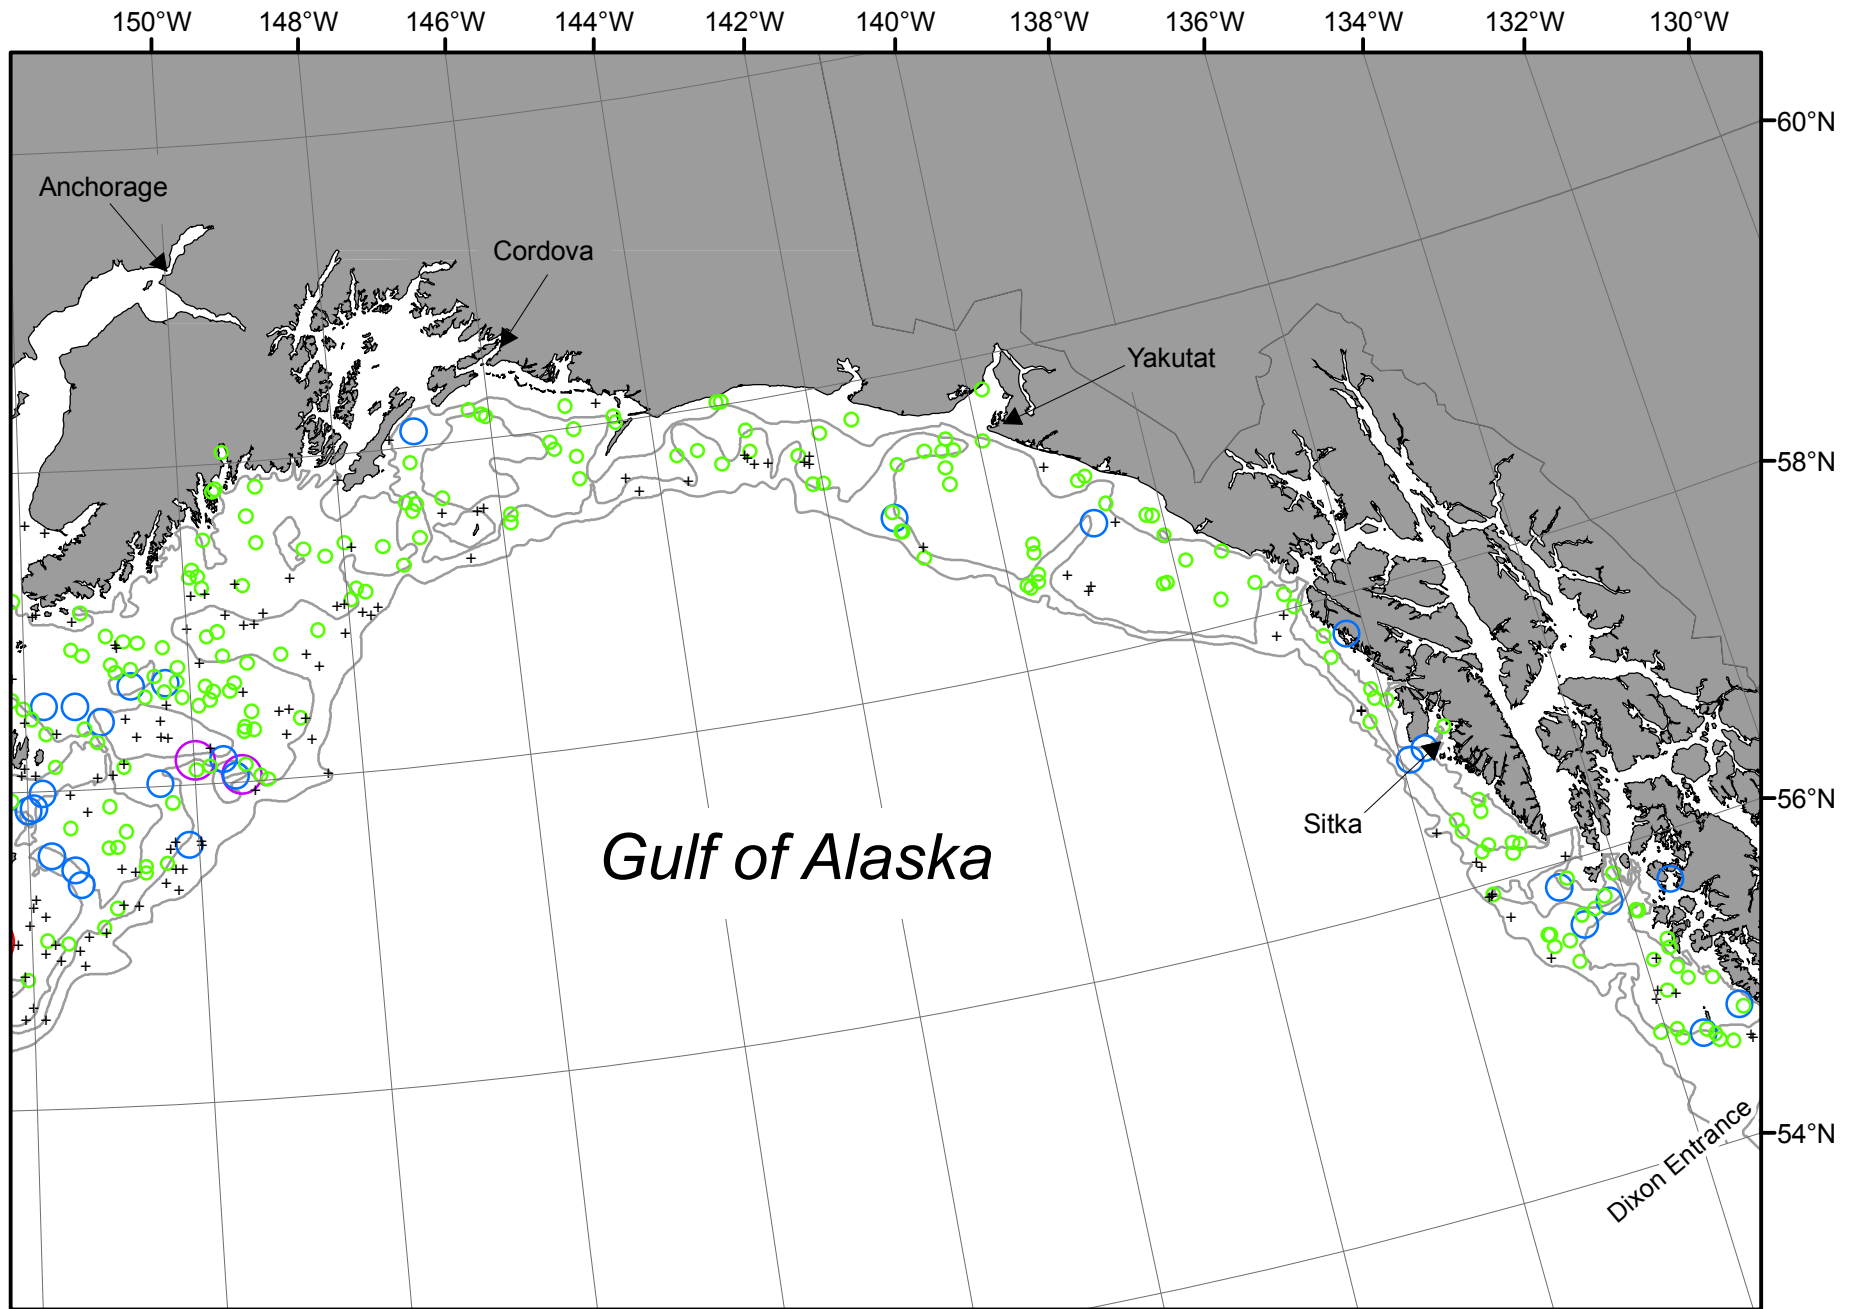 150°W 148°W 146°W 144°W 142°W 140°W 138°W 136°W 134°W 132°W 130°W
60°N
Anchorage
Cordova
Yakutat
58°N
56°N
Sitka
Gulf of Alaska
54°N
Dixon Entrance